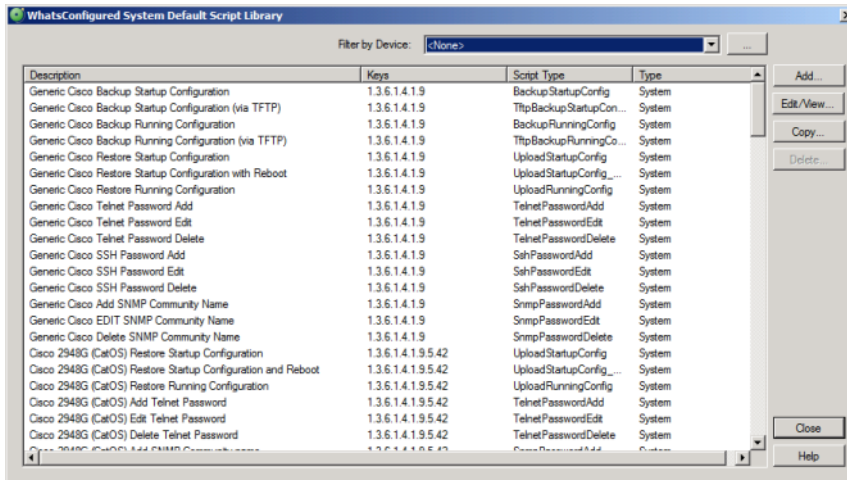 WhatsConfigured System Default Script Library
Filter by Device: <None> ...
Description Keys Script Type Type
Generic Cisco Backup Startup Configuration 1.3.6.1.4.1.9 BackupStartupConfig System
Generic Cisco Backup Startup Configuration (via TFTP) 1.3.6.1.4.1.9 TftpBackupStartupCon... System
Generic Cisco Backup Running Configuration 1.3.6.1.4.1.9 BackupRunningConfig System
Generic Cisco Backup Running Configuration (via TFTP) 1.3.6.1.4.1.9 TftpBackupRunningCo... System
Generic Cisco Restore Startup Configuration 1.3.6.1.4.1.9 UploadStartupConfig System
Generic Cisco Restore Startup Configuration with Reboot 1.3.6.1.4.1.9 UploadStartupConfig_... System
Generic Cisco Restore Running Configuration 1.3.6.1.4.1.9 UploadRunningConfig System
Generic Cisco Telnet Password Add 1.3.6.1.4.1.9 TelnetPasswordAdd System
Generic Cisco Telnet Password Edit 1.3.6.1.4.1.9 TelnetPasswordEdit System
Generic Cisco Telnet Password Delete 1.3.6.1.4.1.9 TelnetPasswordDelete System
Generic Cisco SSH Password Add 1.3.6.1.4.1.9 SshPasswordAdd System
Generic Cisco SSH Password Edit 1.3.6.1.4.1.9 SshPasswordEdit System
Generic Cisco SSH Password Delete 1.3.6.1.4.1.9 SshPasswordDelete System
Generic Cisco Add SNMP Community Name 1.3.6.1.4.1.9 SnmpPasswordAdd System
Generic Cisco EDIT SNMP Community Name 1.3.6.1.4.1.9 SnmpPasswordEdit System
Generic Cisco Delete SNMP Community Name 1.3.6.1.4.1.9 SnmpPasswordDelete System
Cisco 2948G (CatOS) Restore Startup Configuration 1.3.6.1.4.1.9.5.42 UploadStartupConfig System
Cisco 2948G (CatOS) Restore Startup Configuration and Reboot 1.3.6.1.4.1.9.5.42 UploadStartupConfig_... System
Cisco 2948G (CatOS) Restore Running Configuration 1.3.6.1.4.1.9.5.42 UploadRunningConfig System
Cisco 2948G (CatOS) Add Telnet Password 1.3.6.1.4.1.9.5.42 TelnetPasswordAdd System
Cisco 2948G (CatOS) Edit Telnet Password 1.3.6.1.4.1.9.5.42 TelnetPasswordEdit System
Cisco 2948G (CatOS) Delete Telnet Password 1.3.6.1.4.1.9.5.42 TelnetPasswordDelete System
Cisco 2948G (CatOS) Add SNMP Community name 1.3.6.1.4.1.9.5.42 SnmpPasswordAdd System
Add...
Edit/View...
Copy...
Delete...
Close
Help